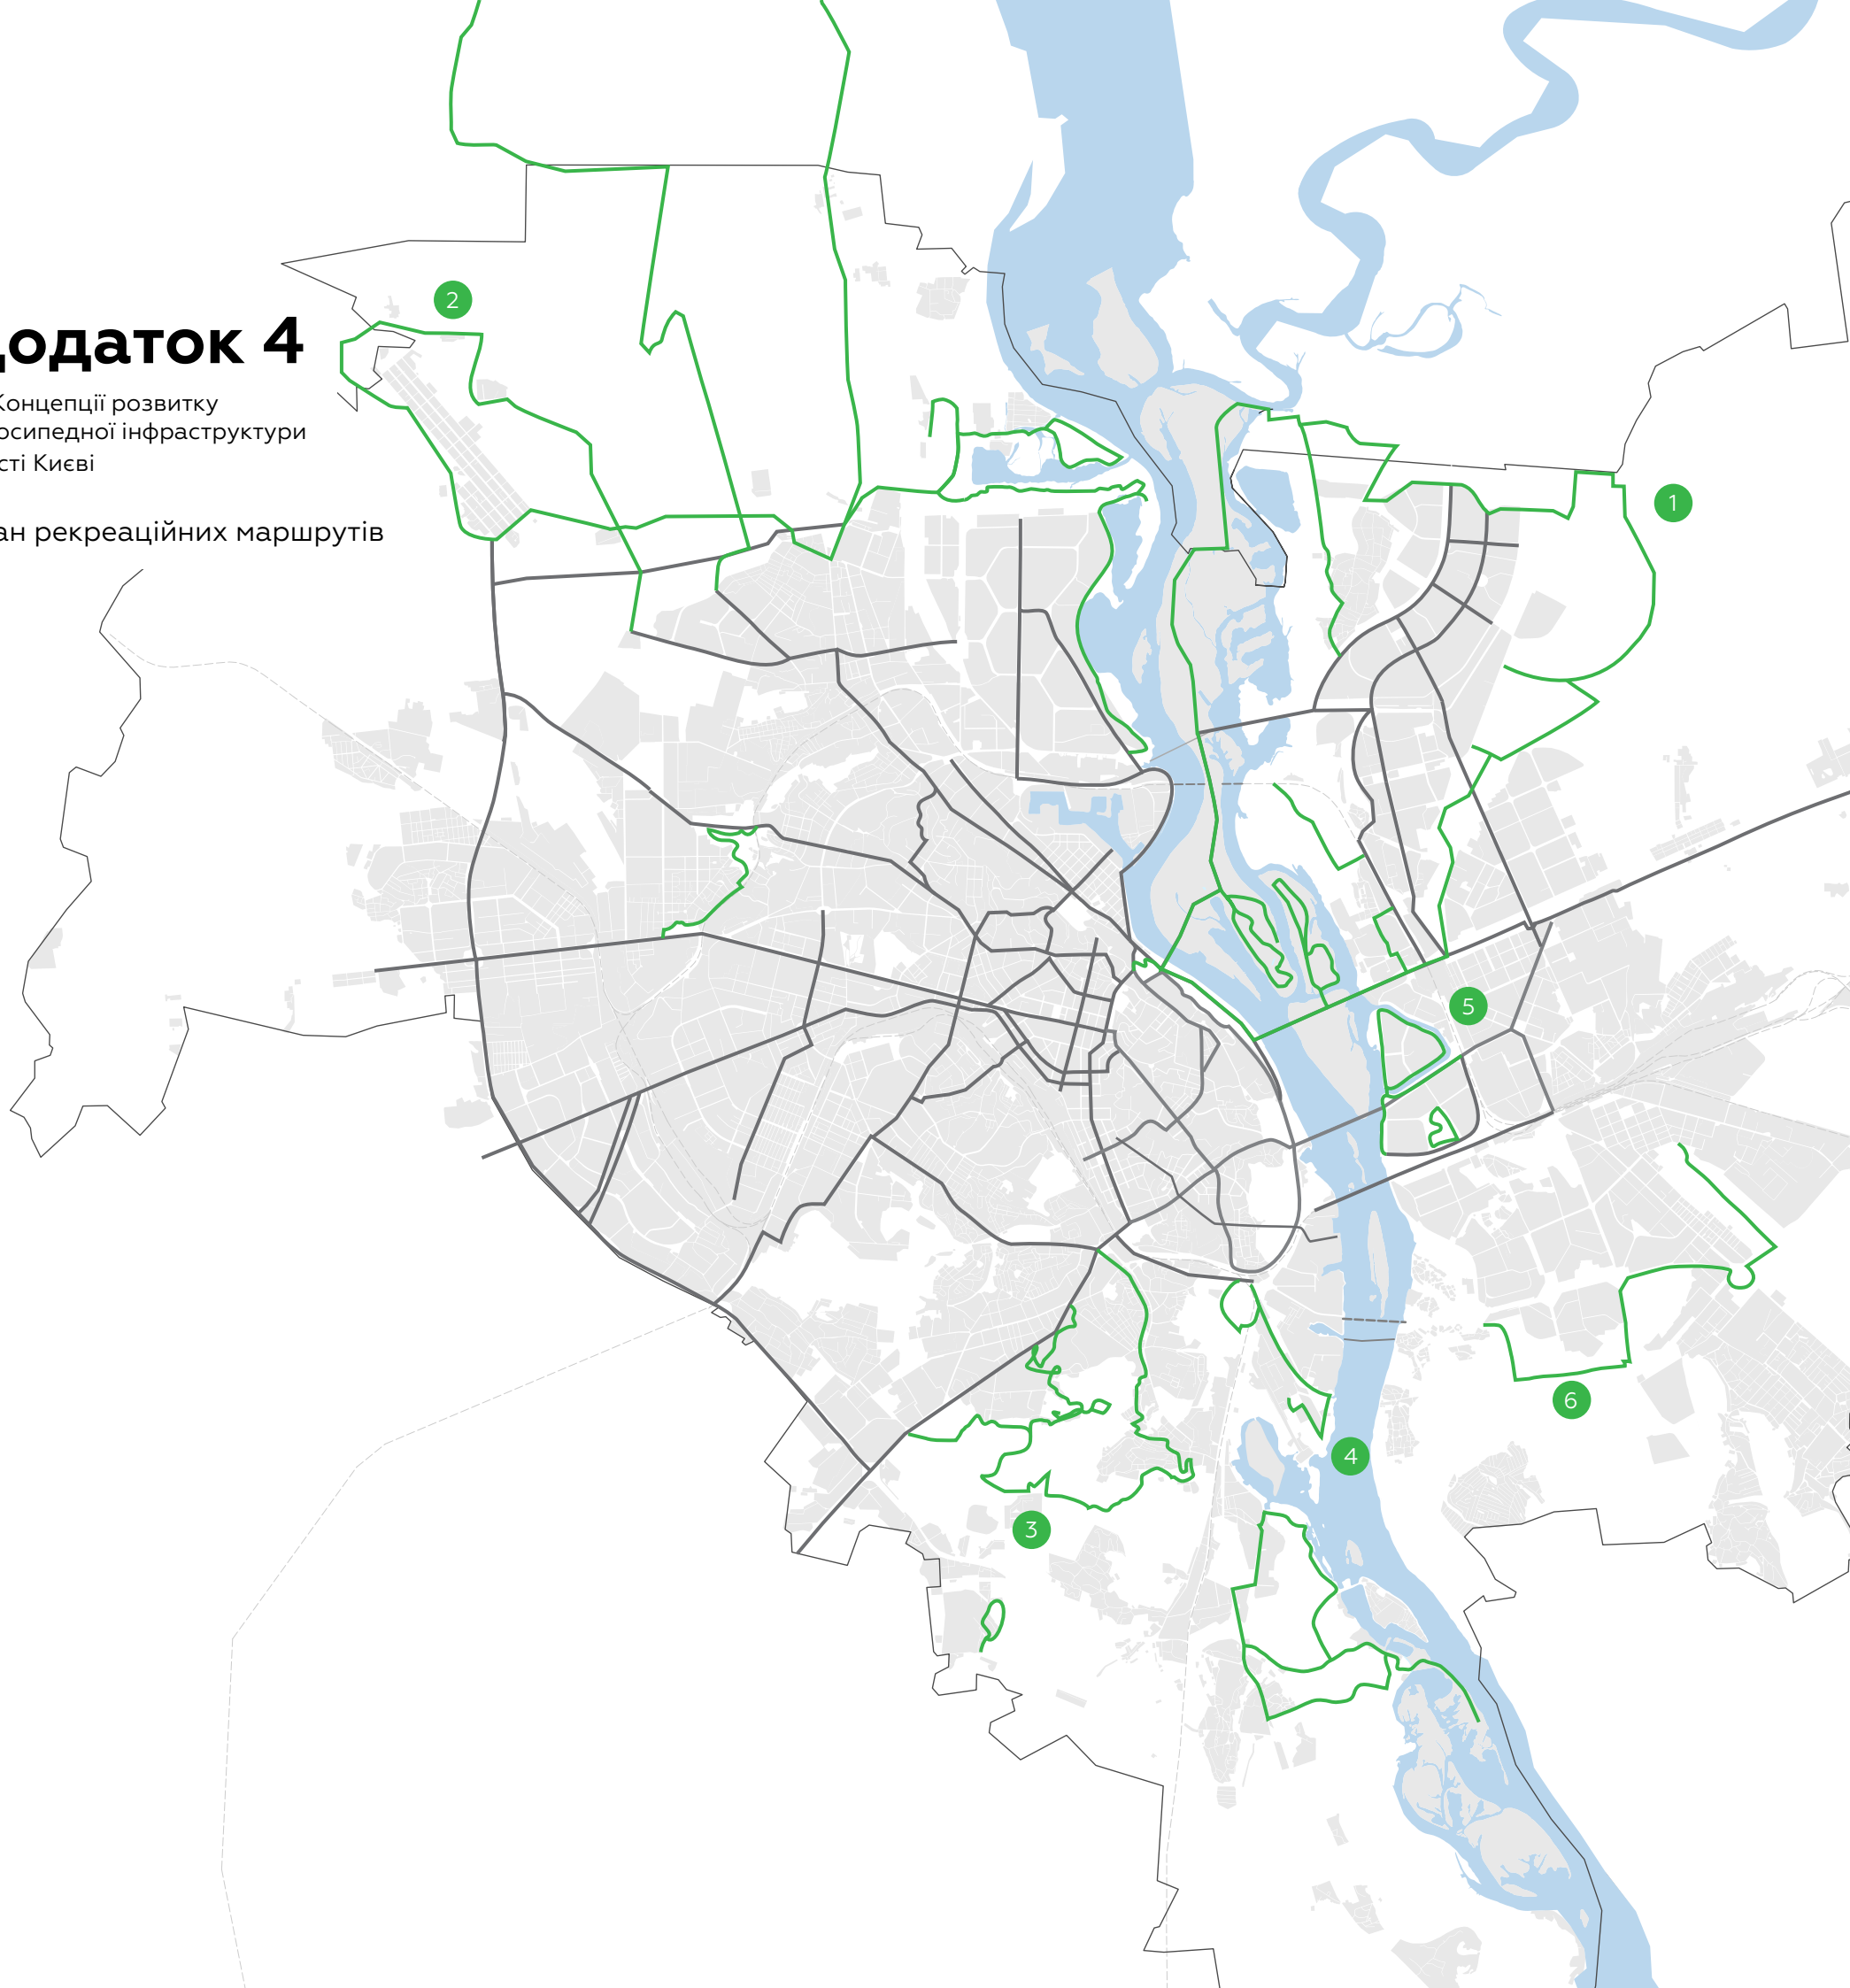 одаток 4
Концепції розвитку
осипедної інфраструктури
сті Києві
ан рекреаційних маршрутів
2
1
5
6
4
3